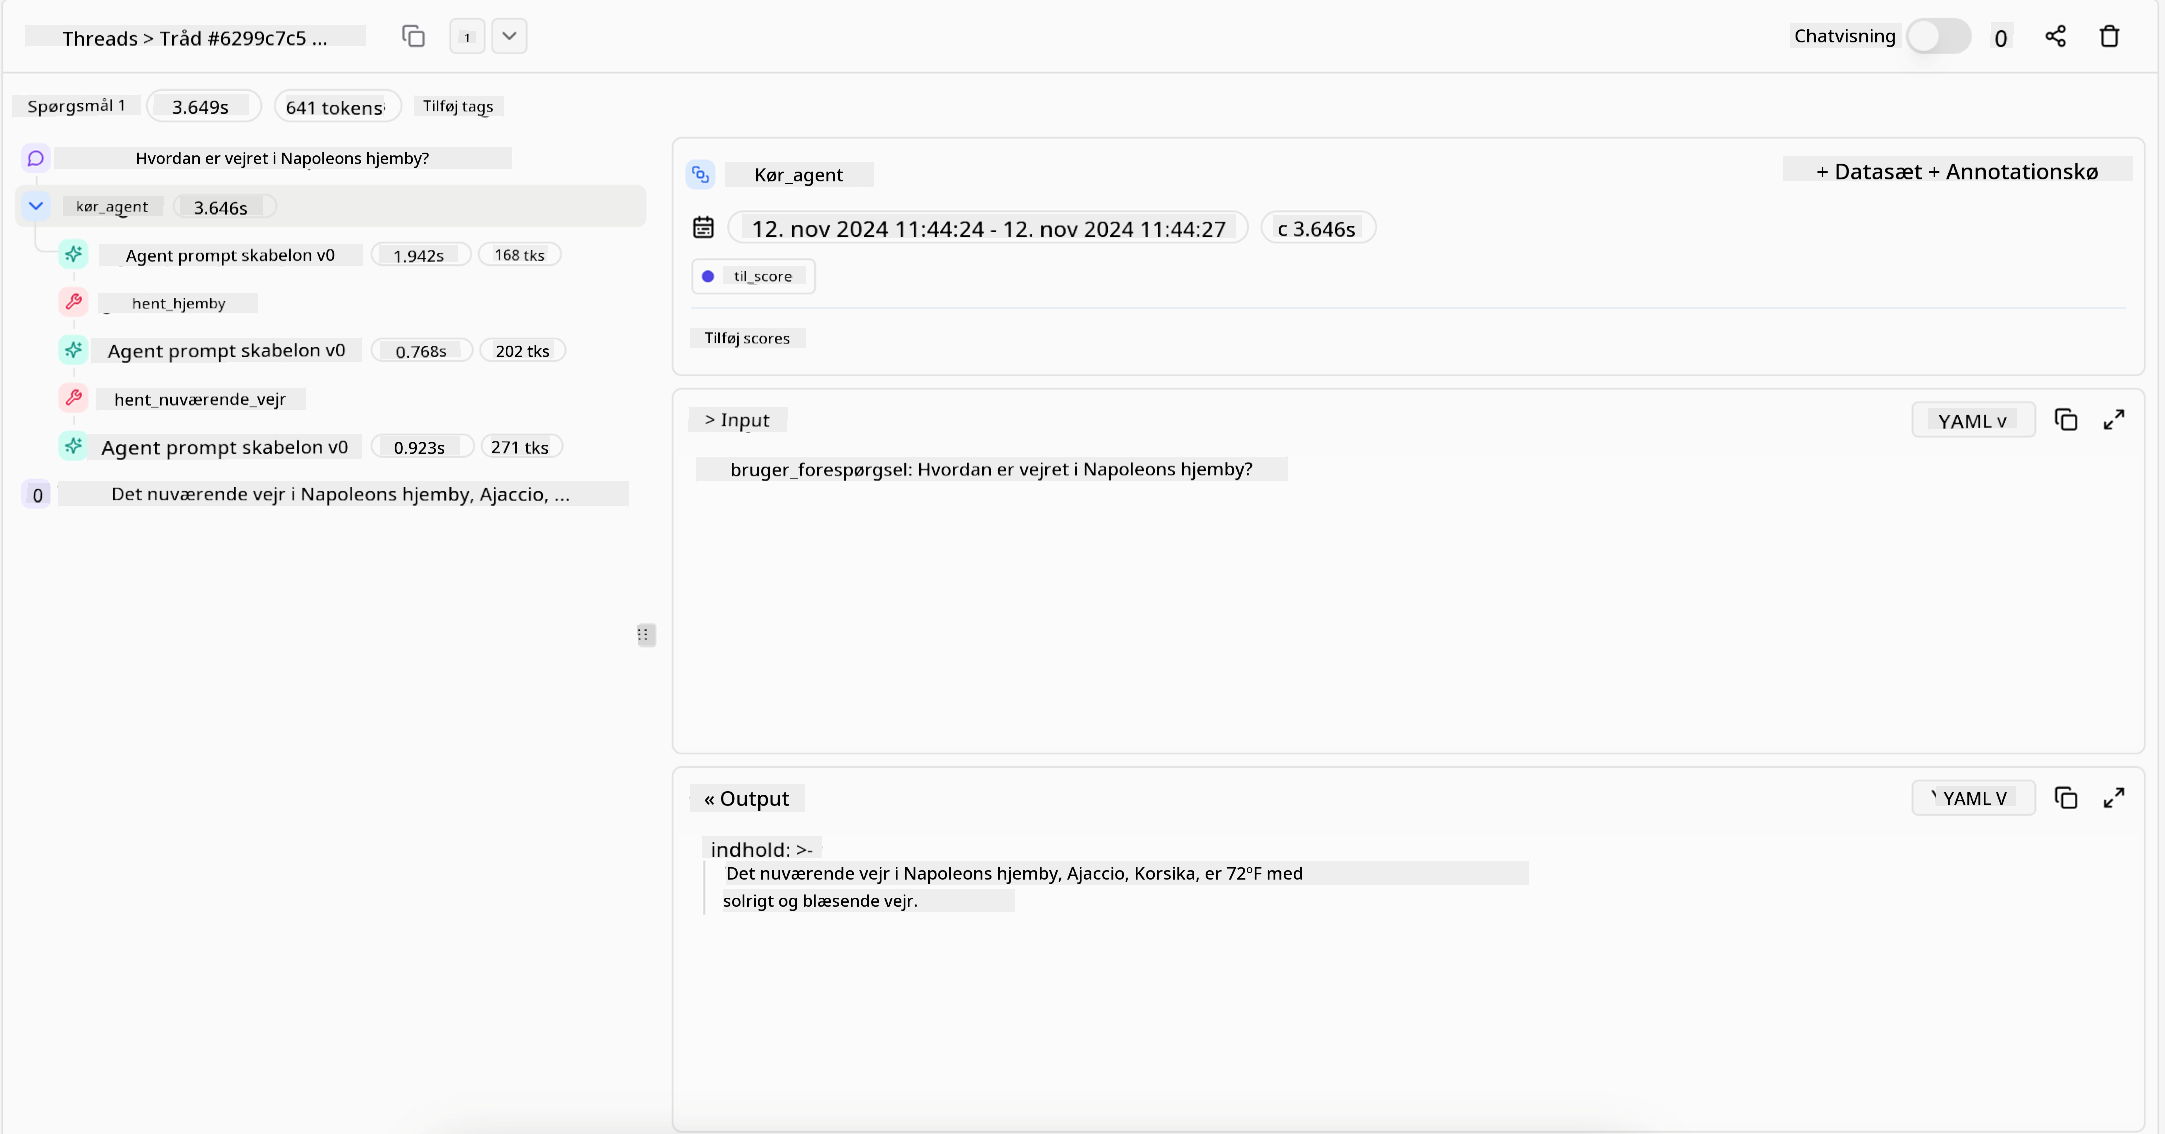 Threads > Tråd #6299c7c5 ...
1
Chatvisning
0
Spørgsmål 1
3.649s
641 tokens
Tilføj tags
Hvordan er vejret i Napoleons hjemby?
kør_agent
3.646s
Agent prompt skabelon v0
1.942s
168 tks
hent_hjemby
Agent prompt skabelon v0
0.768s
202 tks
hent_nuværende_vejr
Agent prompt skabelon v0
0.923s
271 tks
0
Det nuværende vejr i Napoleons hjemby, Ajaccio, ...
Kør_agent
+ Datasæt + Annotationskø
12. nov 2024 11:44:24 - 12. nov 2024 11:44:27
c 3.646s
til_score
Tilføj scores
> Input
YAML v
bruger_forespørgsel: Hvordan er vejret i Napoleons hjemby?
« Output
YAML V
indhold: >-
Det nuværende vejr i Napoleons hjemby, Ajaccio, Korsika, er 72ºF med
solrigt og blæsende vejr.